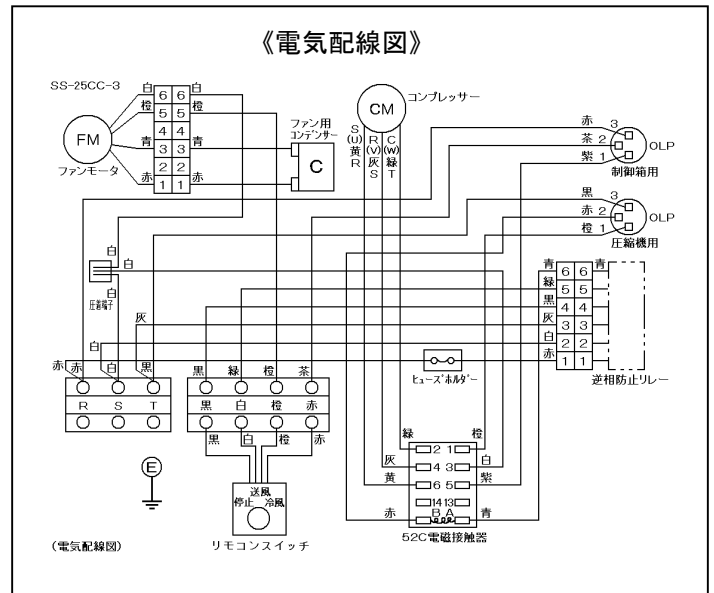 《電気配線図》
SS-25CC-3
白 6 6 白
橙 5 5 橙
4 4
青 3 3 青
2 2
赤 1 1 赤
FM
ファンモータ
ファン用
コンデンサー
C
CM
コンプレッサー
S(U)黄R
R(V)灰S
C(W)緑T
赤 3
茶 2
紫 1
OLP
制御箱用
黒 3
赤 2
橙 1
OLP
圧縮機用
白
白
白
圧着端子
青 6 6 青
緑 5 5
黒 4 4
灰 3 3
白 2 2
赤 1 1
逆相防止リレー
灰
白
赤 赤 白 黒
R S T
黒 緑 橙 茶
黒 白 橙 赤
黒 白 橙 赤
ヒューズホルダー
送風
停止 冷風
リモコンスイッチ
E
緑 2 1 橙
灰 4 3 白
黄 6 5 紫
14 13
赤 B A 青
52C電磁接触器
(電気配線図)